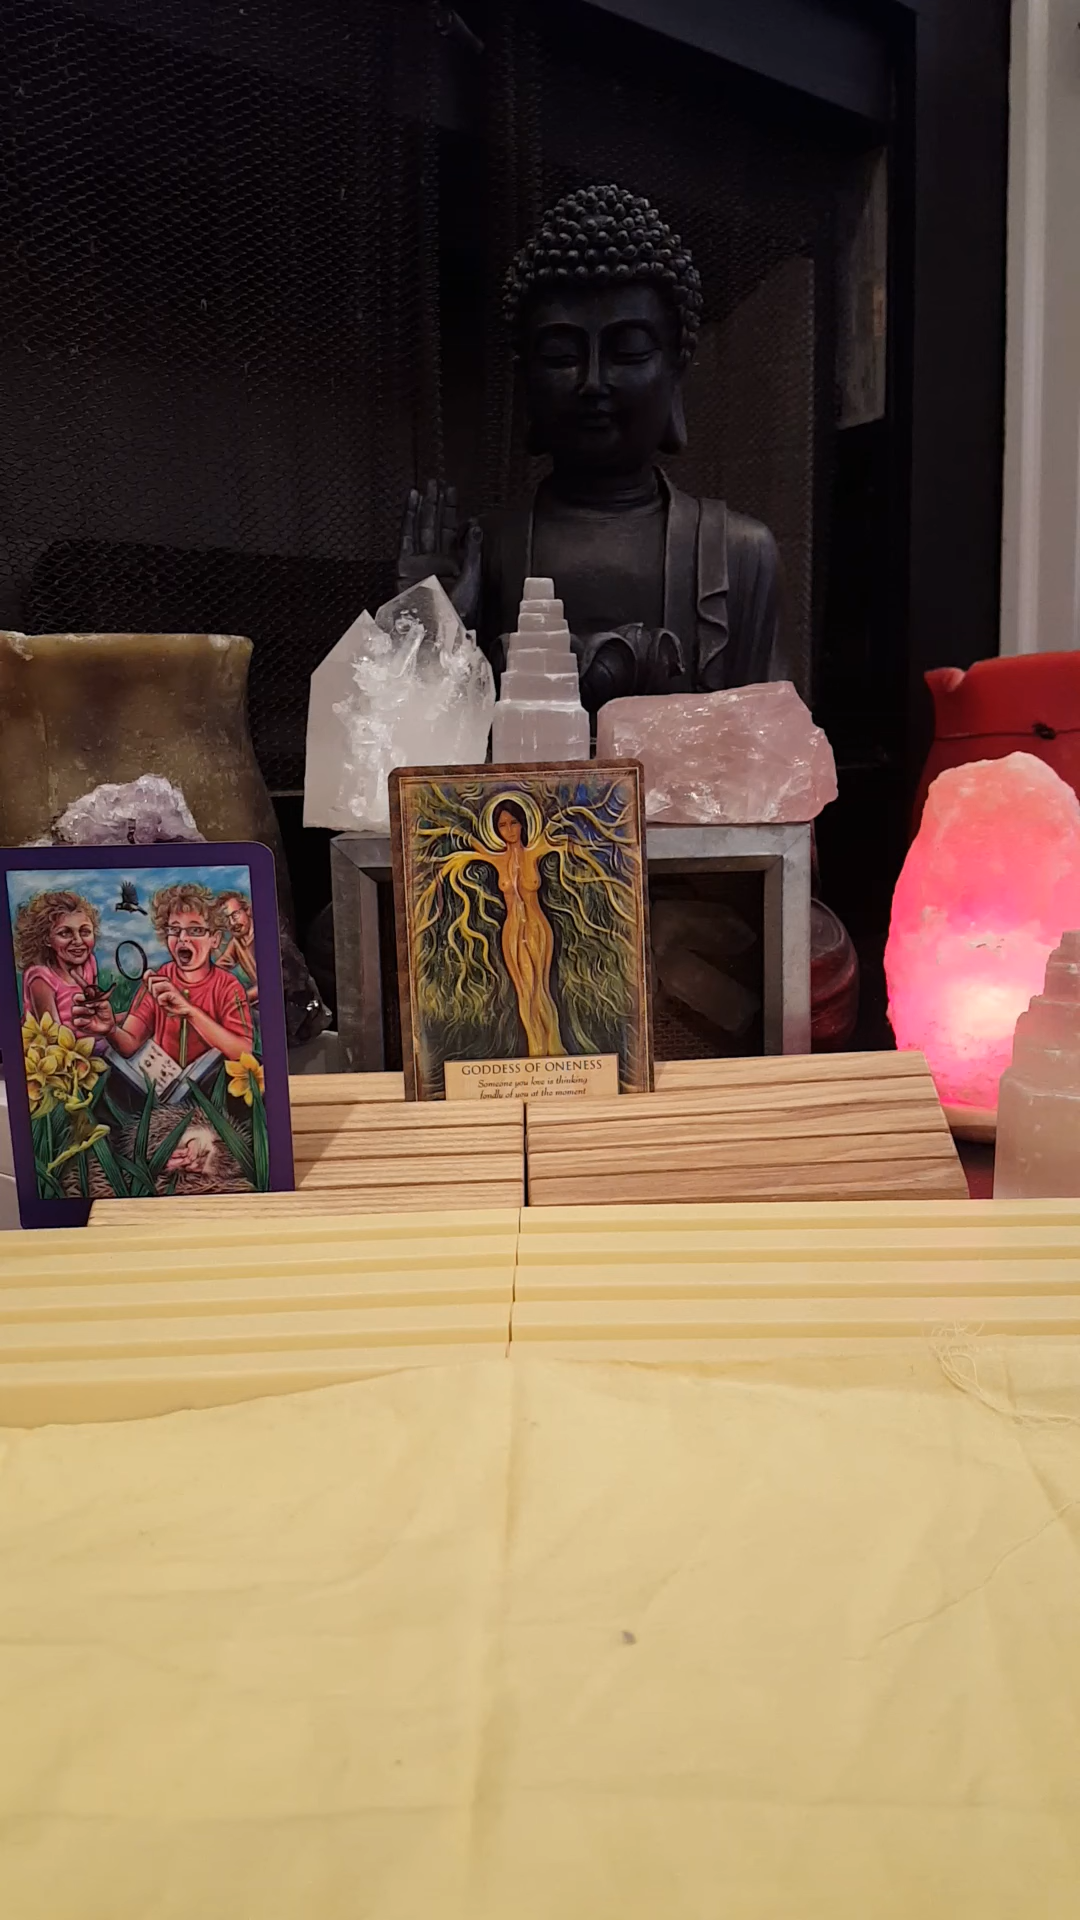 GODDESS OF ONENESS
Someone you love is thinking
fondly of you at the moment